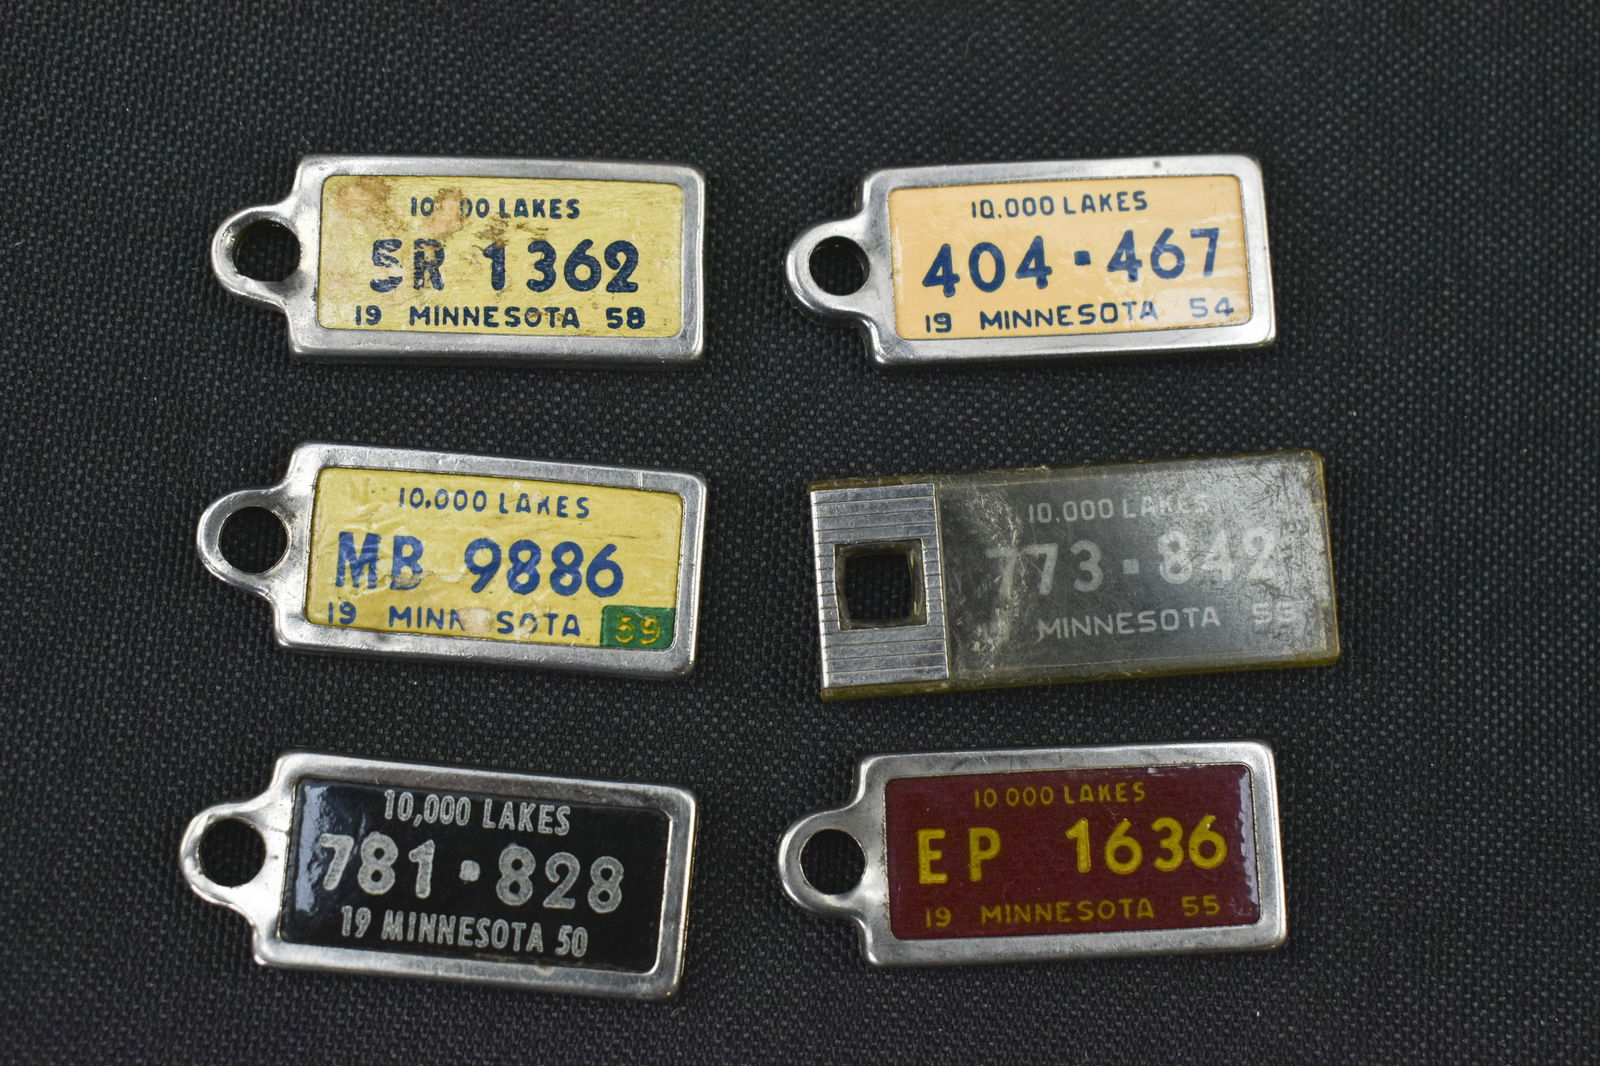 10,000 LAKES
SR 1362
19 MINNESOTA 58
10,000 LAKES
404-467
19 MINNESOTA 54
10,000 LAKES
MB 9886
19 MINNESOTA 59
10,000 LAKES
773-842
MINNESOTA
781-828
10,000 LAKES
19 MINNESOTA 50
10 000 LAKES
EP 1636
19 MINNESOTA 55